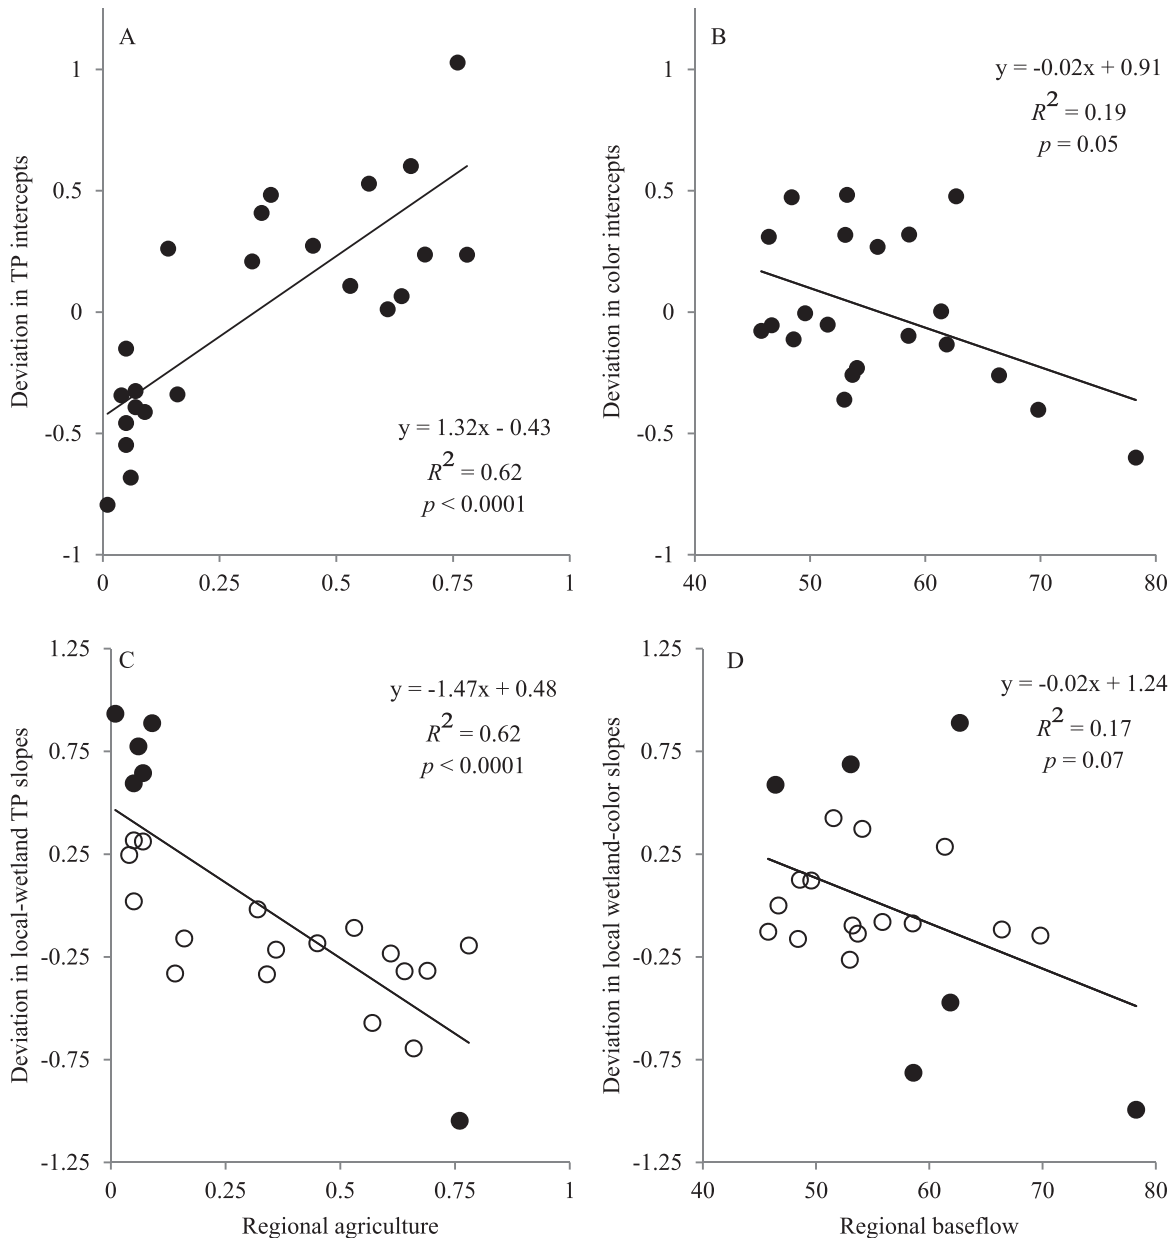 A
Deviation in TP intercepts
1
0.5
0
-0.5
-1
0
0.25
0.5
0.75
1
y = 1.32x - 0.43
R² = 0.62
p < 0.0001
B
Deviation in color intercepts
1
0.5
0
-0.5
-1
40
50
60
70
80
y = -0.02x + 0.91
R² = 0.19
p = 0.05
C
Deviation in local-wetland TP slopes
1.25
0.75
0.25
-0.25
-0.75
-1.25
0
0.25
0.5
0.75
1
Regional agriculture
y = -1.47x + 0.48
R² = 0.62
p < 0.0001
D
Deviation in local wetland-color slopes
1.25
0.75
0.25
-0.25
-0.75
-1.25
40
50
60
70
80
Regional baseflow
y = -0.02x + 1.24
R² = 0.17
p = 0.07